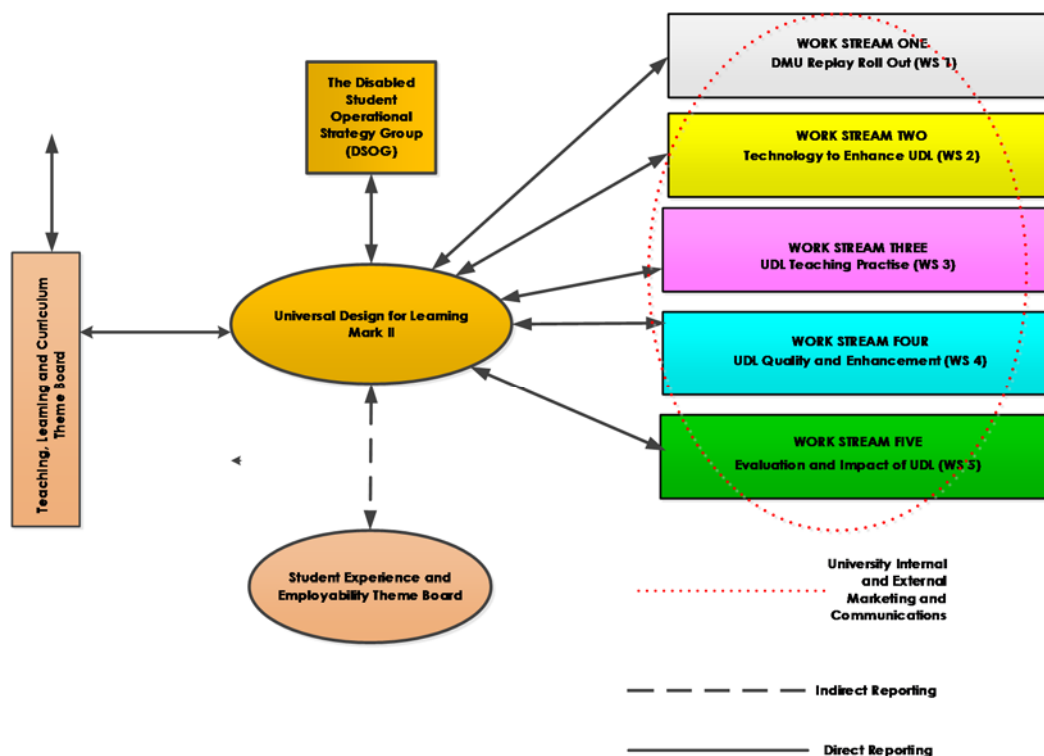 WORK STREAM ONE
DMU Replay Roll Out (WS 1)
The Disabled
Student
Operational
Strategy Group
(DSOG)
WORK STREAM TWO
Technology to Enhance UDL (WS 2)
WORK STREAM THREE
UDL Teaching Practise (WS 3)
Teaching, Learning and Curriculum
Theme Board
Universal Design for Learning
Mark II
WORK STREAM FOUR
UDL Quality and Enhancement (WS 4)
WORK STREAM FIVE
Evaluation and Impact of UDL (WS 5)
Student Experience and
Employability Theme Board
University Internal
and External
Marketing and
Communications
Indirect Reporting
Direct Reporting